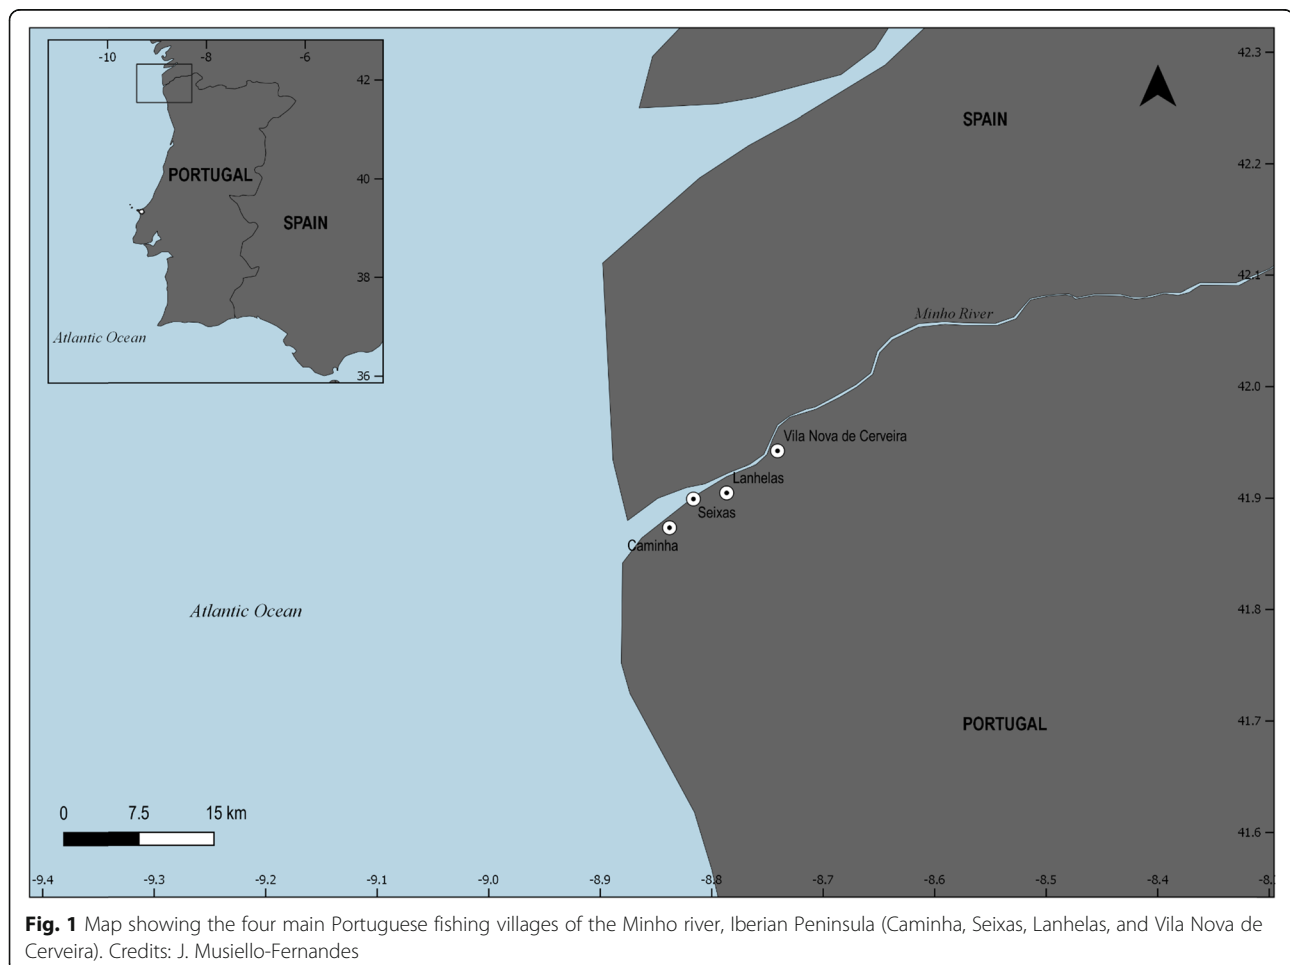 -10
-8
-6
42
40
38
36
PORTUGAL
SPAIN
Atlantic Ocean
42.3
42.2
42.1
42.0
41.9
41.8
41.7
41.6
SPAIN
Minho River
Vila Nova de Cerveira
Lanhelas
Seixas
Caminha
Atlantic Ocean
PORTUGAL
0 7.5 15 km
-9.4 -9.3 -9.2 -9.1 -9.0 -8.9 -8.8 -8.7 -8.6 -8.5 -8.4
Fig. 1 Map showing the four main Portuguese fishing villages of the Minho river, Iberian Peninsula (Caminha, Seixas, Lanhelas, and Vila Nova de
Cerveira). Credits: J. Musiello-Fernandes